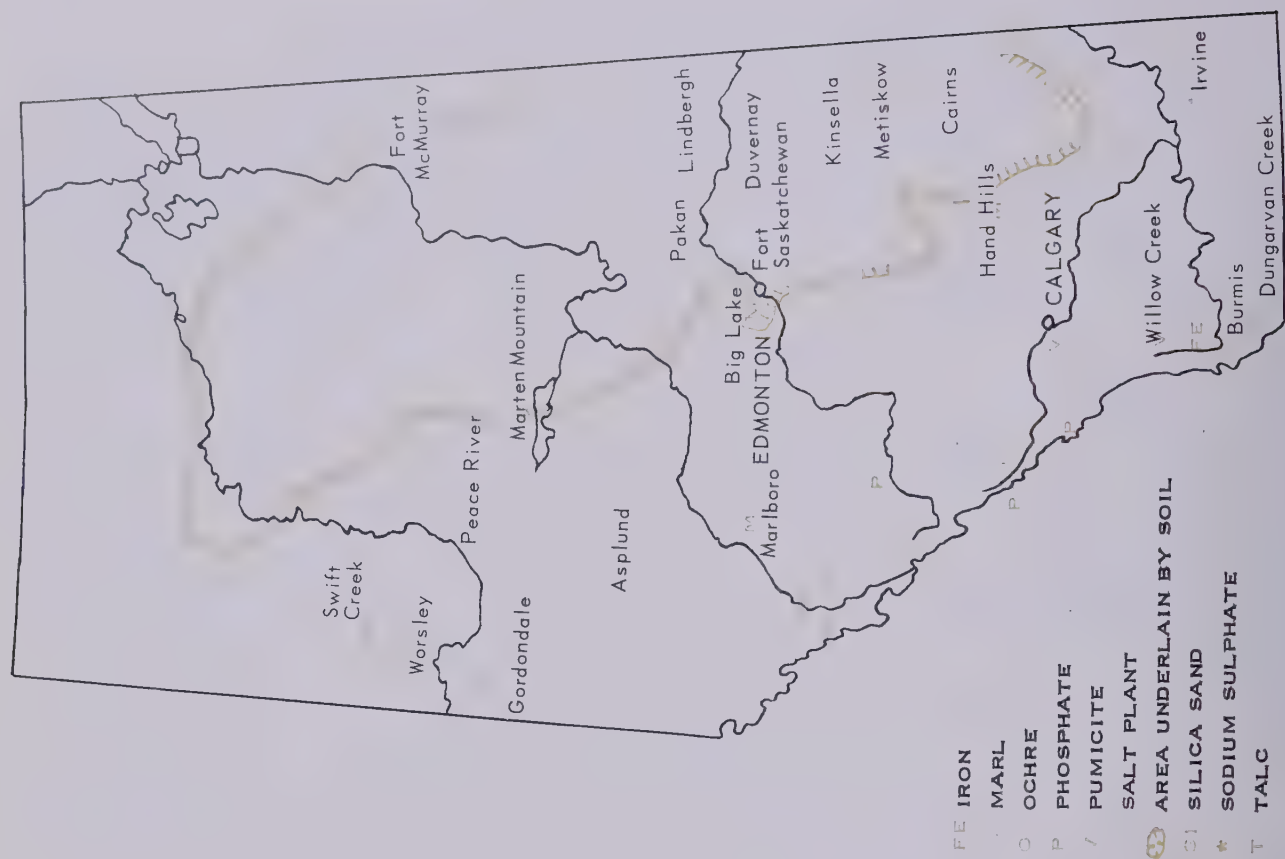 Fort
McMurray
Swift
Creek
Worsley
Peace River
Gordondale
Marten Mountain
Asplund
Pakan
Lindbergh
Big Lake
Fort
Saskatchewan
Duvernay
EDMONTON
M
Marlboro
Kinsella
Metiskow
P
E
Cairns
Hand Hills
P
CALGARY
P
Willow Creek
FE
Irvine
Burmis
Dungarvan Creek
FE IRON
MARL
O OCHRE
P PHOSPHATE
PUMICITE
SALT PLANT
AREA UNDERLAIN BY SOIL
SI SILICA SAND
* SODIUM SULPHATE
T TALC